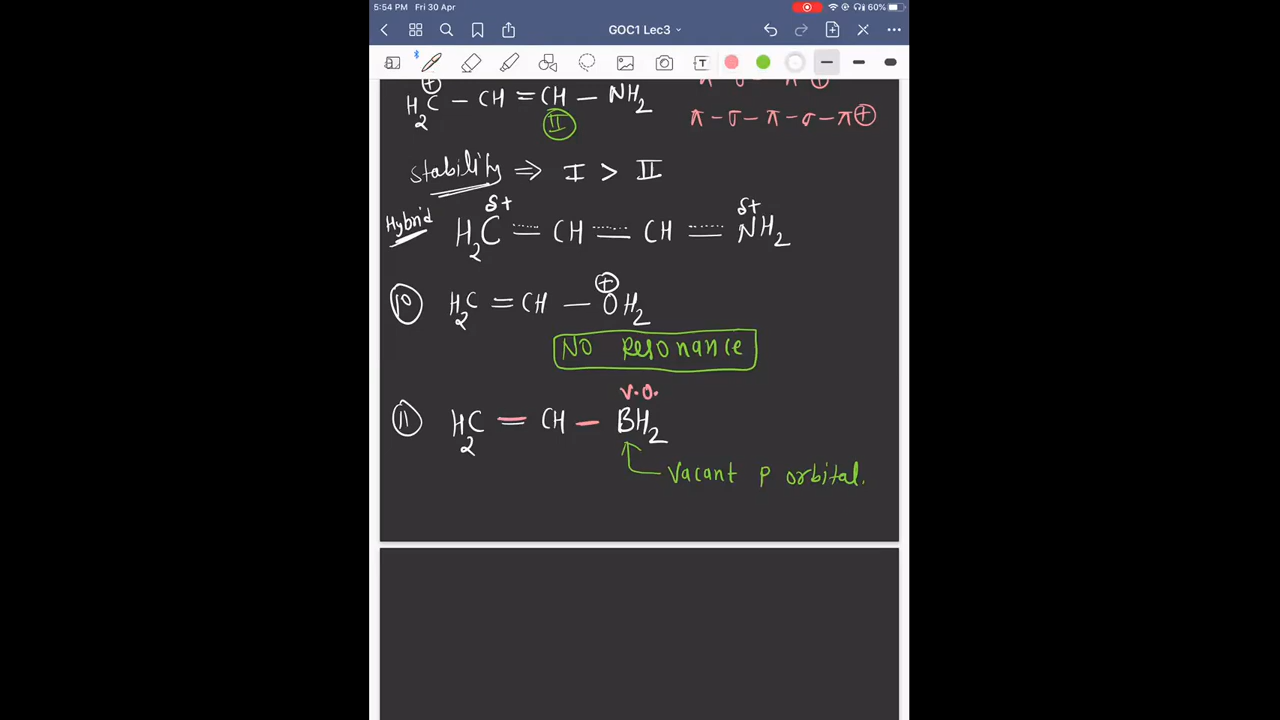 5:54 PM Fri 30 Apr 60%
GOC1 Lec3
T
H2C⊕ – CH = CH – NH2
II
π – σ – π – σ – π⊕
Stability ⇒ I > II
Hybrid
δ+ δ+
H2C = CH = CH = NH2
10 H2C = CH – O⊕H2
NO Resonance
V.O.
11 H2C = CH – BH2
Vacant p orbital.